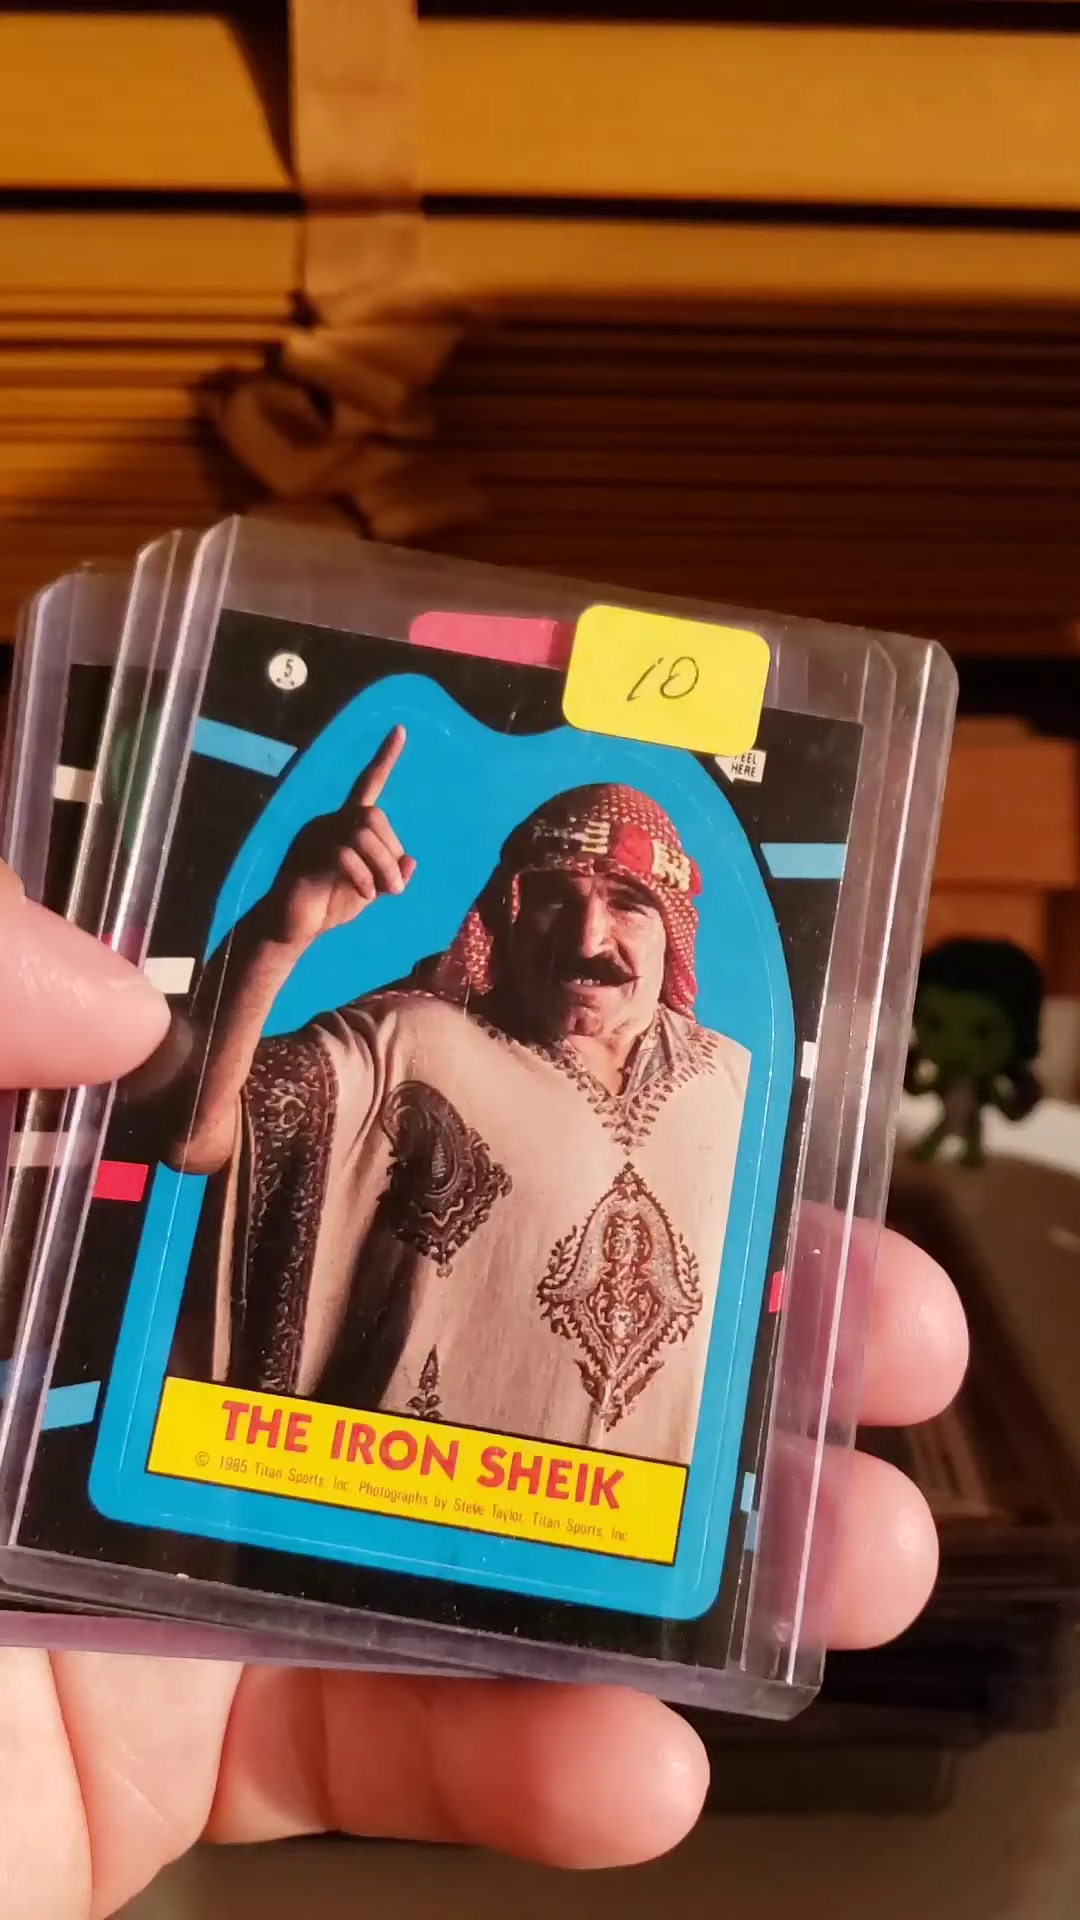 10
5
PEEL
HERE
THE IRON SHEIK
© 1985 Titan Sports, Inc. Photographs by Steve Taylor, Titan Sports, Inc.